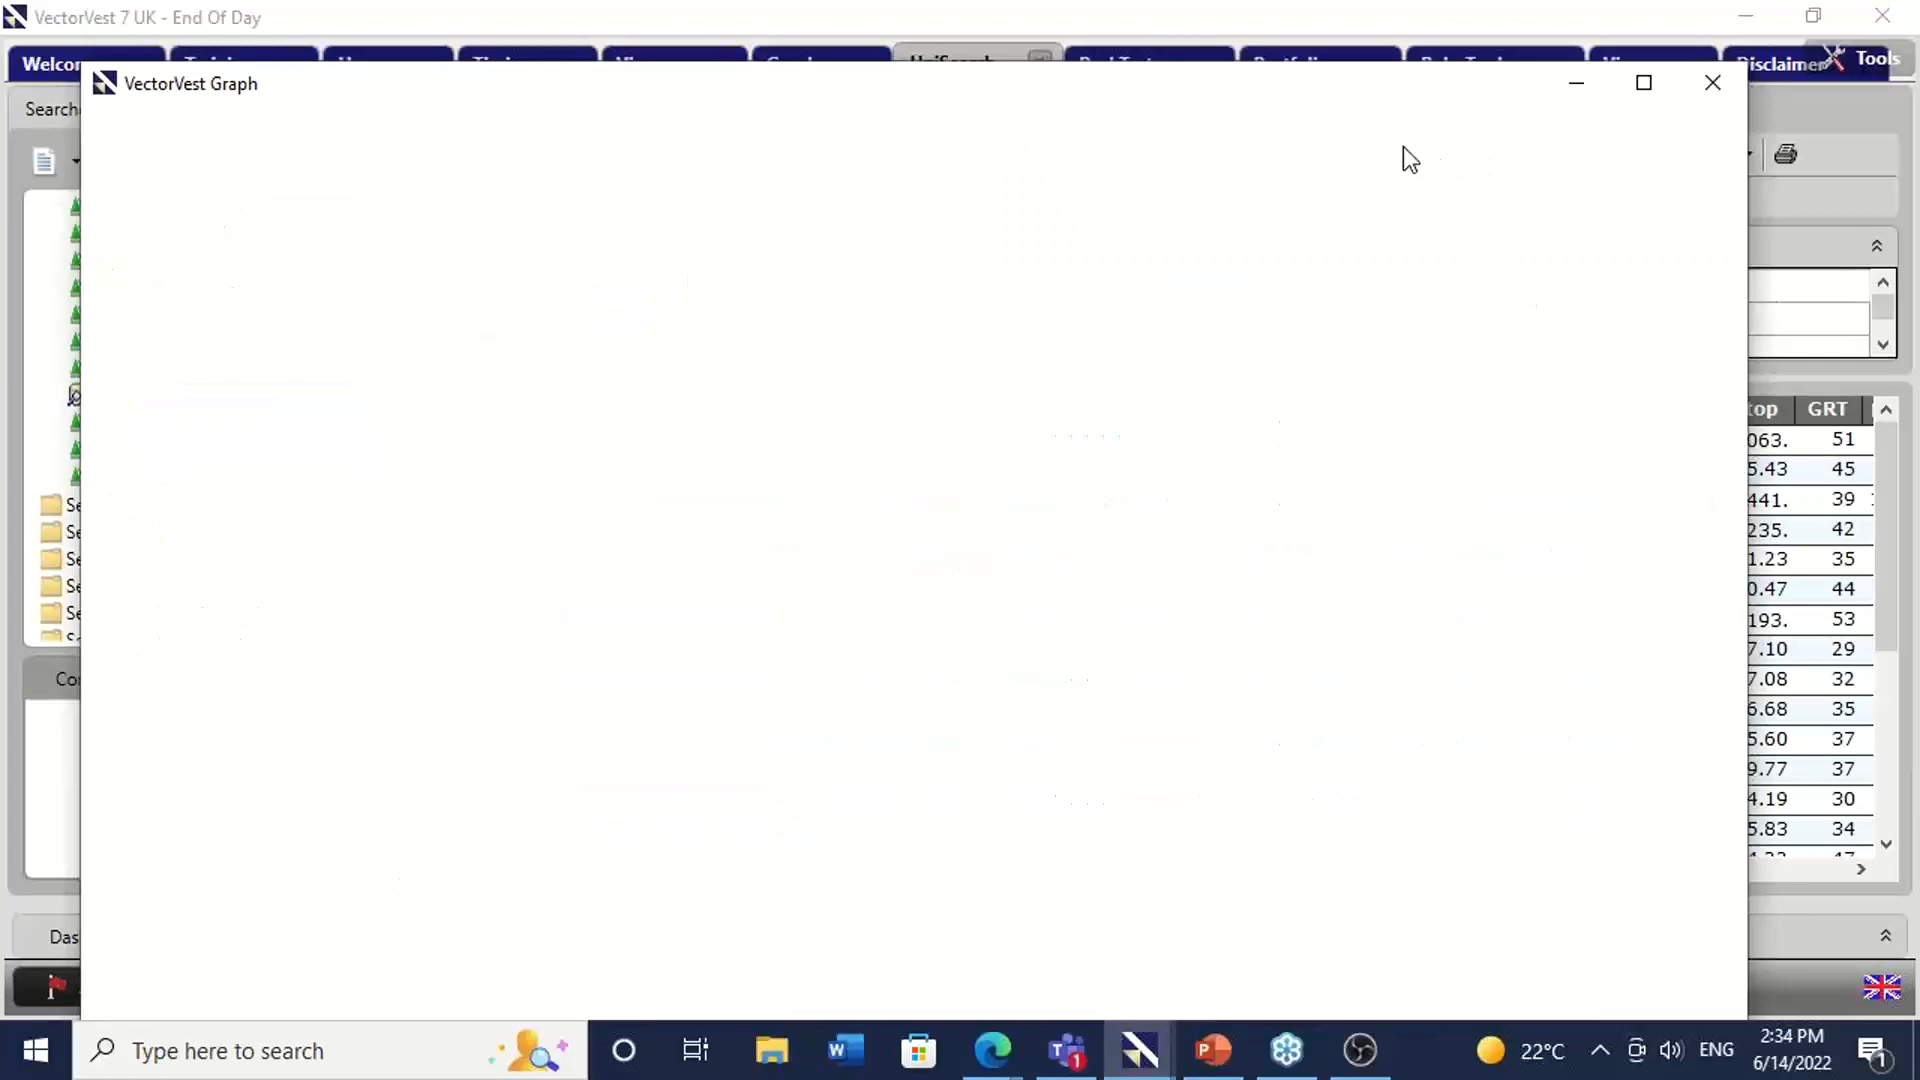 VectorVest 7 UK - End Of Day
Welcom
Disclaimer
Tools
VectorVest Graph
Search
top GRT
063. 51
5.43 45
441. 39
235. 42
1.23 35
0.47 44
193. 53
7.10 29
7.08 32
6.68 35
5.60 37
9.77 37
4.19 30
5.83 34
Se
Se
Se
Se
Se
Co
Das
Type here to search
1
22°C
ENG
2:34 PM
6/14/2022
1